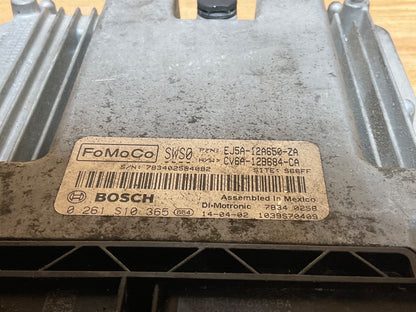 FoMoCo SWS0 P/N: EJ5A-12A650-ZA
CV6A-12B684-CA
S/N: 783402584082 SITE: SGBFF
BOSCH Assembled in Mexico
DI-Motronic 7834 0258
0 261 S10 365 14-04-02 1039S70409